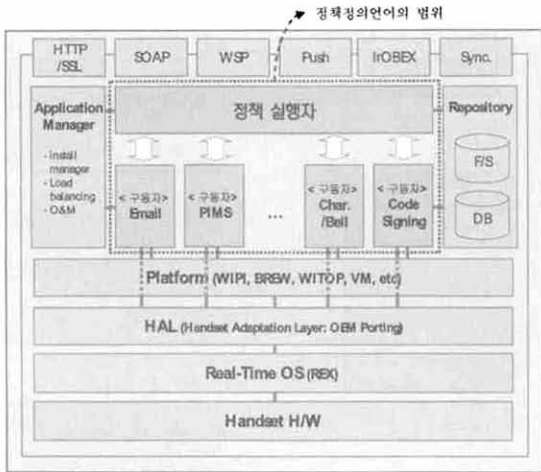 정책정의언어의 범위
HTTP
/SSL
SOAP
WSP
Push
IrOBEX
Sync.
Application
Manager
- Install
manager
- Load
balancing
- O&M
정책 실행자
Repository
F/S
DB
< 구동자>
Email
< 구동자>
PIMS
...
< 구동자>
Char.
/Bell
< 구동자>
Code
Signing
Platform (WIPI, BREW, WITOP, VM, etc)
HAL (Handset Adaptation Layer: OEM Porting)
Real-Time OS (REX)
Handset H/W